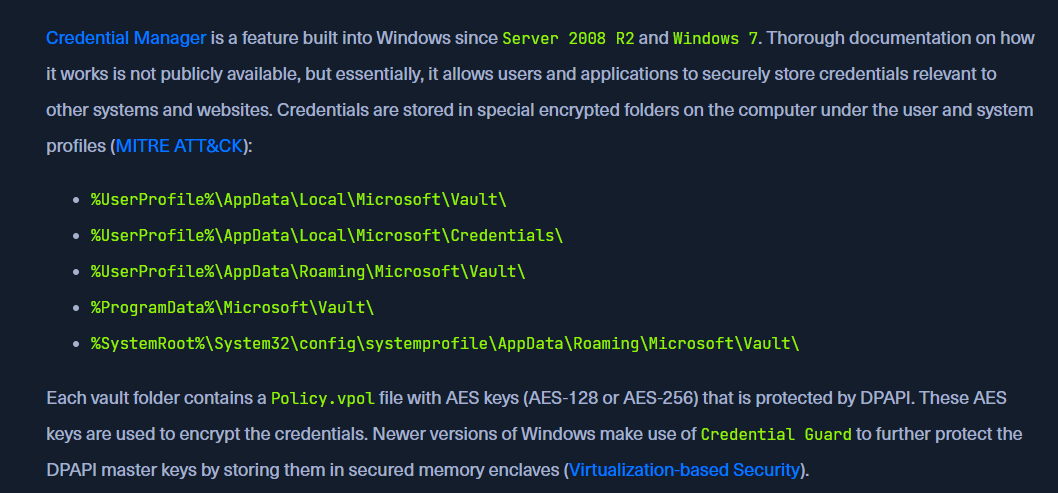 Credential Manager is a feature built into Windows since Server 2008 R2 and Windows 7. Thorough documentation on how
it works is not publicly available, but essentially, it allows users and applications to securely store credentials relevant to
other systems and websites. Credentials are stored in special encrypted folders on the computer under the user and system
profiles (MITRE ATT&CK):
• %UserProfile%\AppData\Local\Microsoft\Vault\
• %UserProfile%\AppData\Local\Microsoft\Credentials\
• %UserProfile%\AppData\Roaming\Microsoft\Vault\
• %ProgramData%\Microsoft\Vault\
• %SystemRoot%\System32\config\systemprofile\AppData\Roaming\Microsoft\Vault\
Each vault folder contains a Policy.vpol file with AES keys (AES-128 or AES-256) that is protected by DPAPI. These AES
keys are used to encrypt the credentials. Newer versions of Windows make use of Credential Guard to further protect the
DPAPI master keys by storing them in secured memory enclaves (Virtualization-based Security).